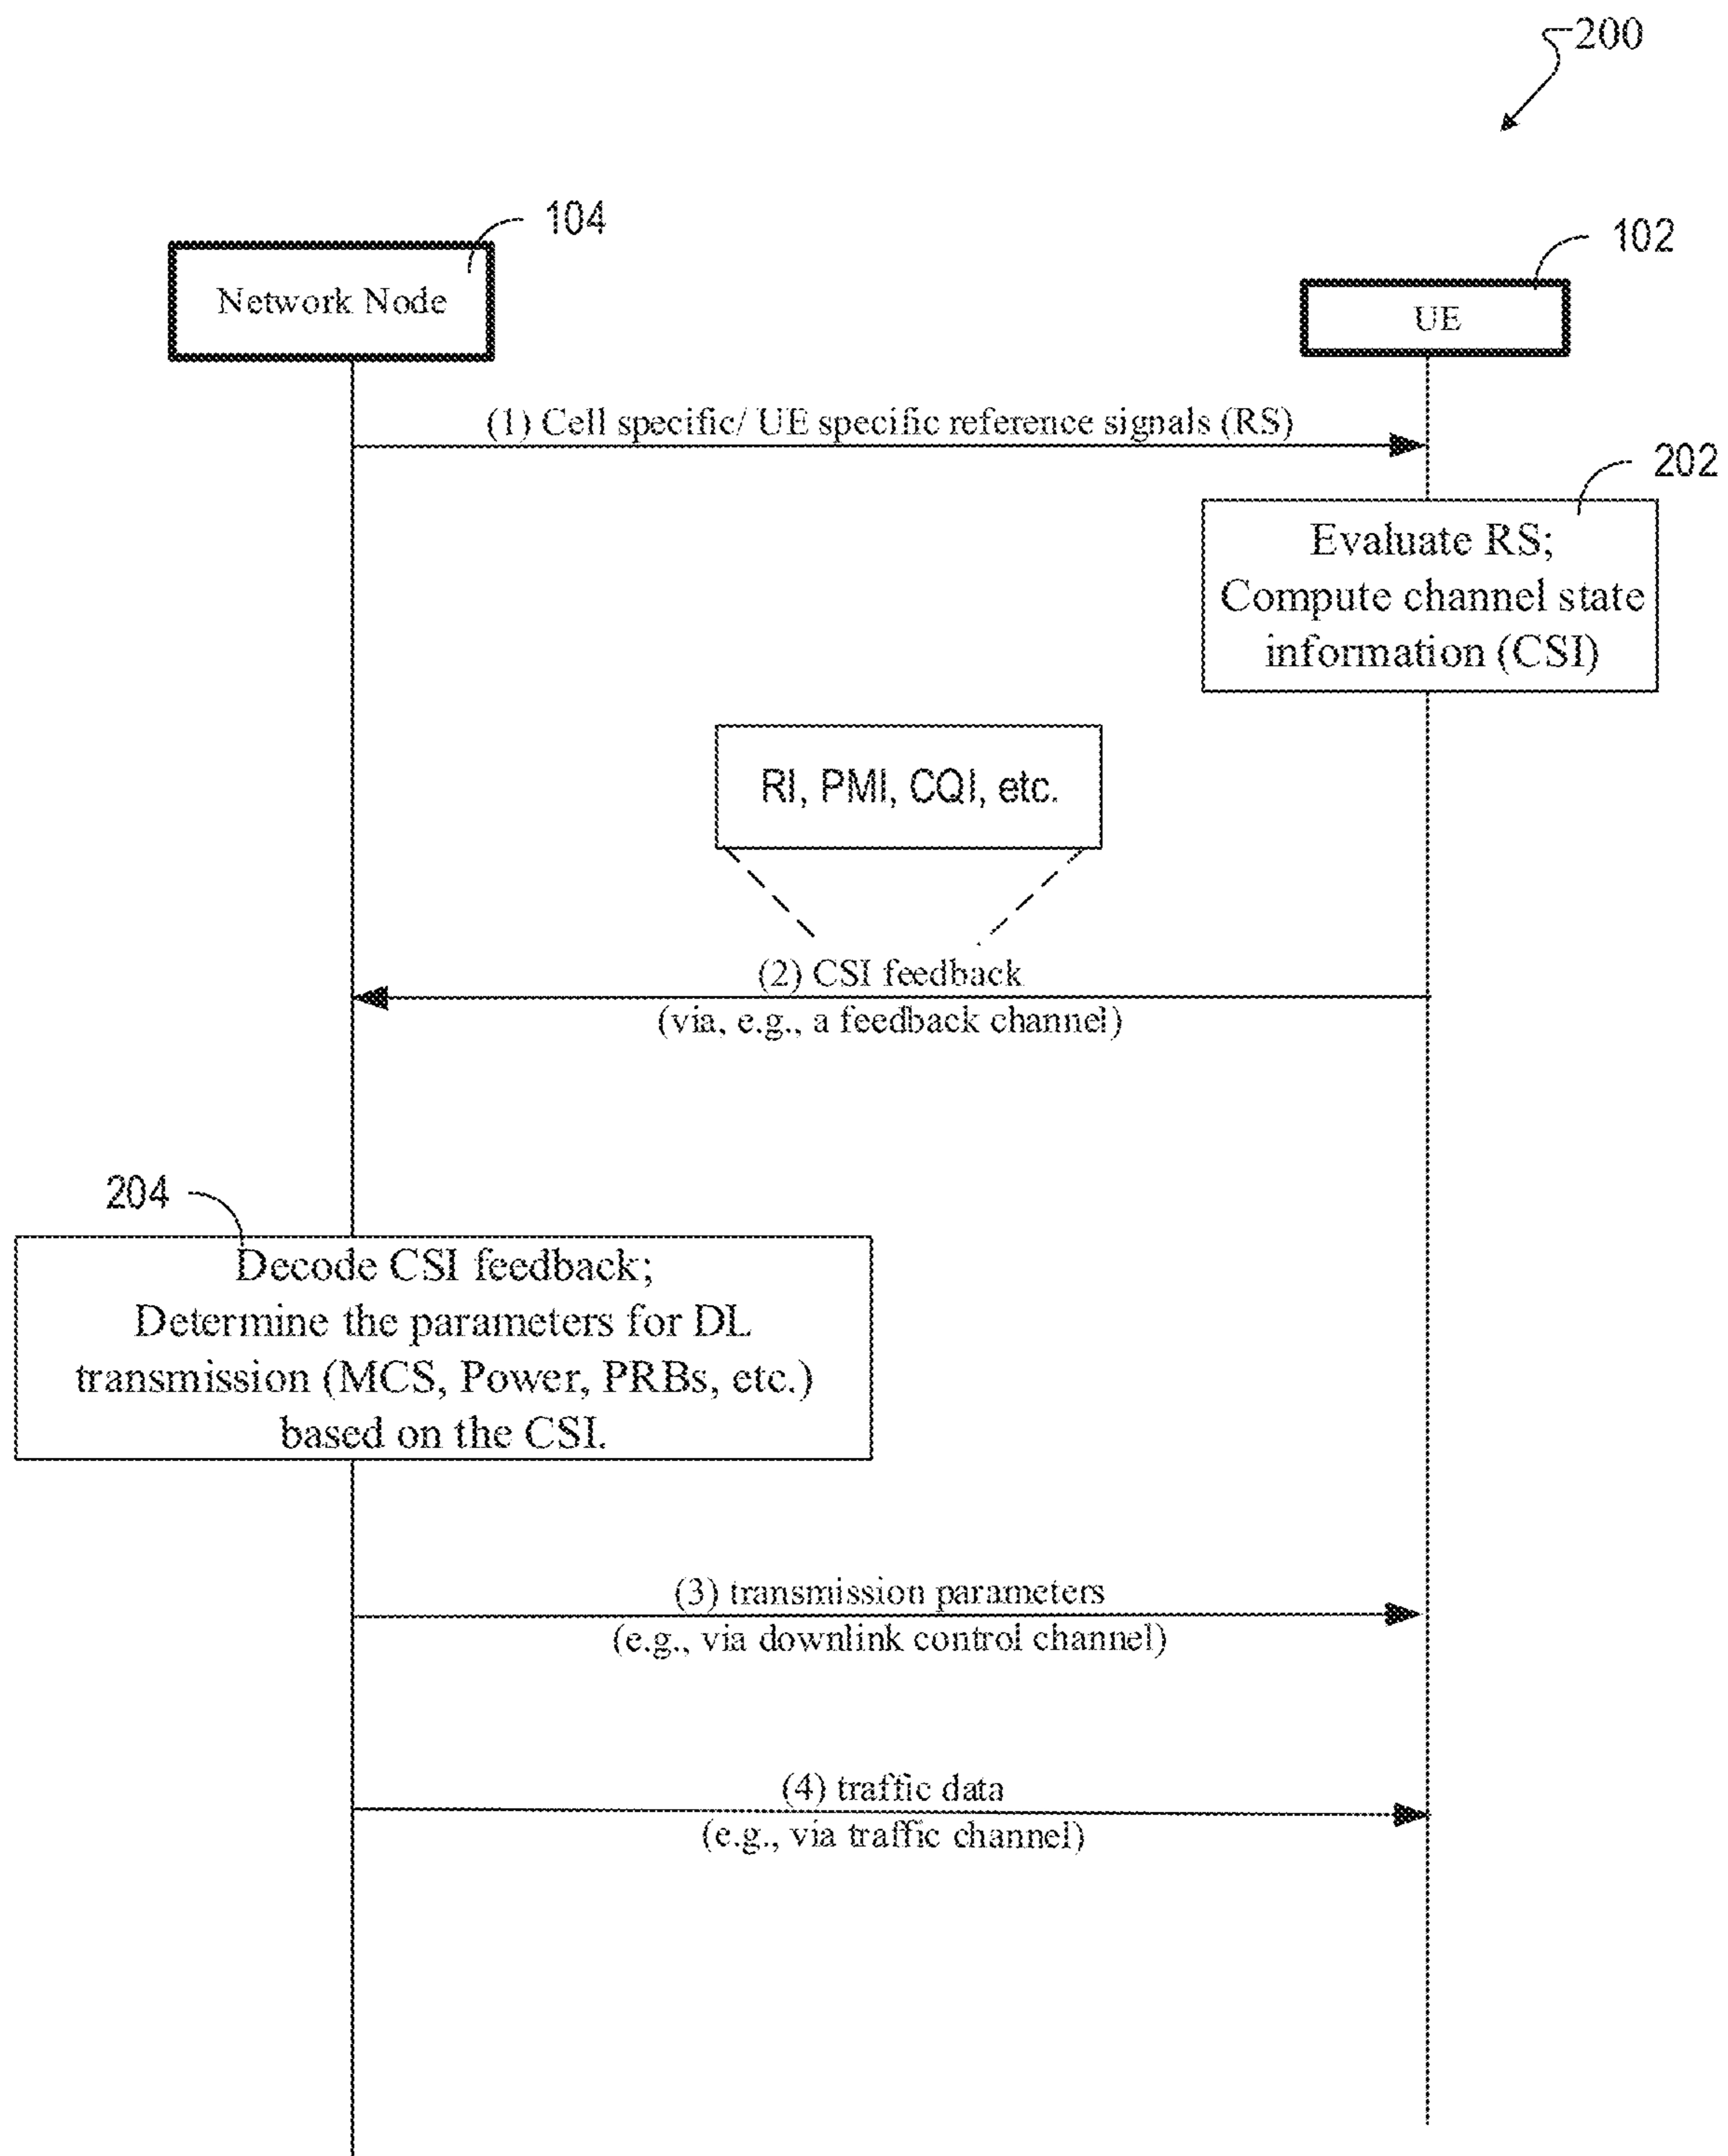 200
104
102
Network Node
UE
(1) Cell specific/ UE specific reference signals (RS)
202
Evaluate RS;
Compute channel state
information (CSI)
RI, PMI, CQI, etc.
(2) CSI feedback
(via, e.g., a feedback channel)
204
Decode CSI feedback;
Determine the parameters for DL
transmission (MCS, Power, PRBs, etc.)
based on the CSI.
(3) transmission parameters
(e.g., via downlink control channel)
(4) traffic data
(e.g., via traffic channel)